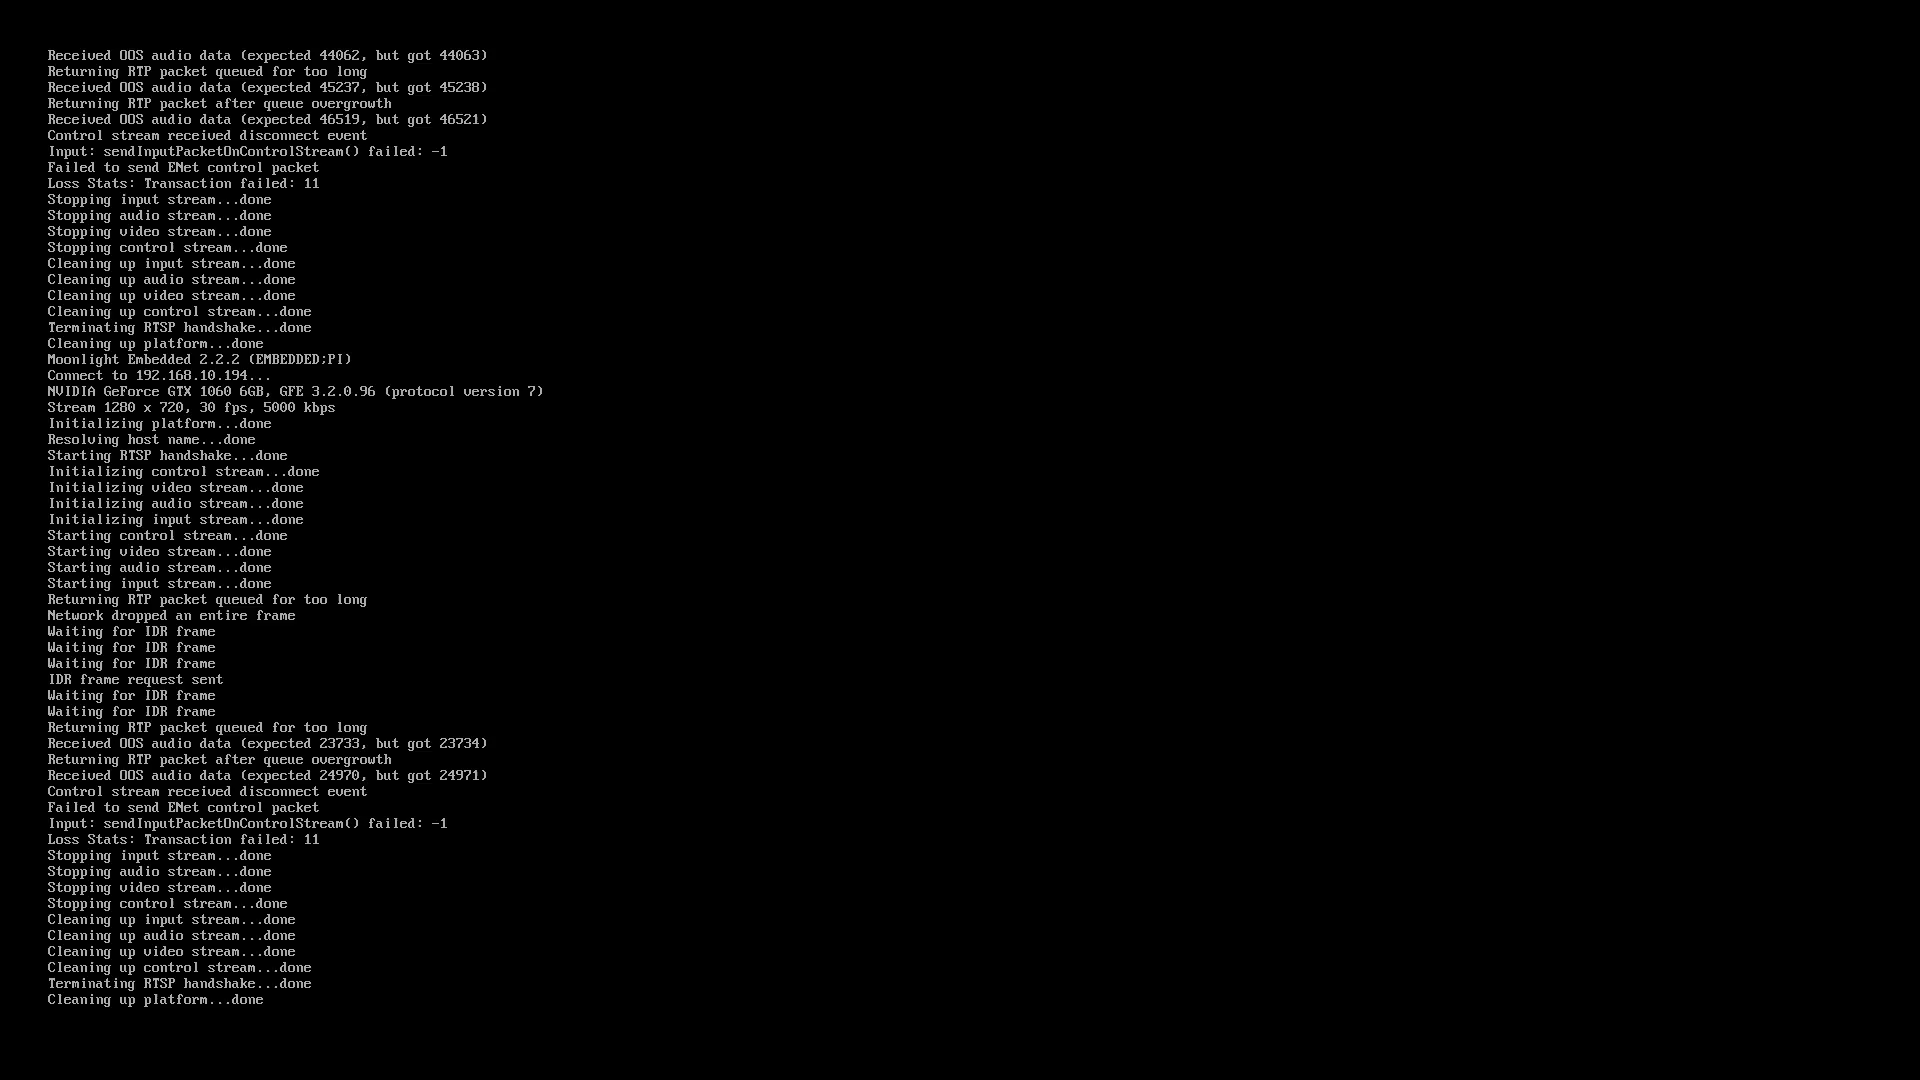 Received OOS audio data (expected 44062, but got 44063)
Returning RTP packet queued for too long
Received OOS audio data (expected 45237, but got 45238)
Returning RTP packet after queue overgrowth
Received OOS audio data (expected 46519, but got 46521)
Control stream received disconnect event
Input: sendInputPacketOnControlStream() failed: -1
Failed to send ENet control packet
Loss Stats: Transaction failed: 11
Stopping input stream...done
Stopping audio stream...done
Stopping video stream...done
Stopping control stream...done
Cleaning up input stream...done
Cleaning up audio stream...done
Cleaning up video stream...done
Cleaning up control stream...done
Terminating RTSP handshake...done
Cleaning up platform...done
Moonlight Embedded 2.2.2 (EMBEDDED;PI)
Connect to 192.168.10.194...
NVIDIA GeForce GTX 1060 6GB, GFE 3.2.0.96 (protocol version 7)
Stream 1280 x 720, 30 fps, 5000 kbps
Initializing platform...done
Resolving host name...done
Starting RTSP handshake...done
Initializing control stream...done
Initializing video stream...done
Initializing audio stream...done
Initializing input stream...done
Starting control stream...done
Starting video stream...done
Starting audio stream...done
Starting input stream...done
Returning RTP packet queued for too long
Network dropped an entire frame
Waiting for IDR frame
Waiting for IDR frame
Waiting for IDR frame
IDR frame request sent
Waiting for IDR frame
Waiting for IDR frame
Returning RTP packet queued for too long
Received OOS audio data (expected 23733, but got 23734)
Returning RTP packet after queue overgrowth
Received OOS audio data (expected 24970, but got 24971)
Control stream received disconnect event
Failed to send ENet control packet
Input: sendInputPacketOnControlStream() failed: -1
Loss Stats: Transaction failed: 11
Stopping input stream...done
Stopping audio stream...done
Stopping video stream...done
Stopping control stream...done
Cleaning up input stream...done
Cleaning up audio stream...done
Cleaning up video stream...done
Cleaning up control stream...done
Terminating RTSP handshake...done
Cleaning up platform...done